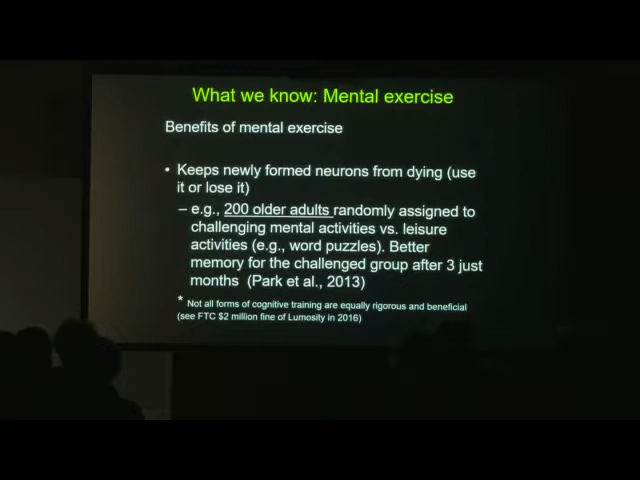 What we know: Mental exercise
Benefits of mental exercise
• Keeps newly formed neurons from dying (use
it or lose it)
– e.g., 200 older adults randomly assigned to
challenging mental activities vs. leisure
activities (e.g., word puzzles). Better
memory for the challenged group after 3 just
months (Park et al., 2013)
* Not all forms of cognitive training are equally rigorous and beneficial
(see FTC $2 million fine of Lumosity in 2016)